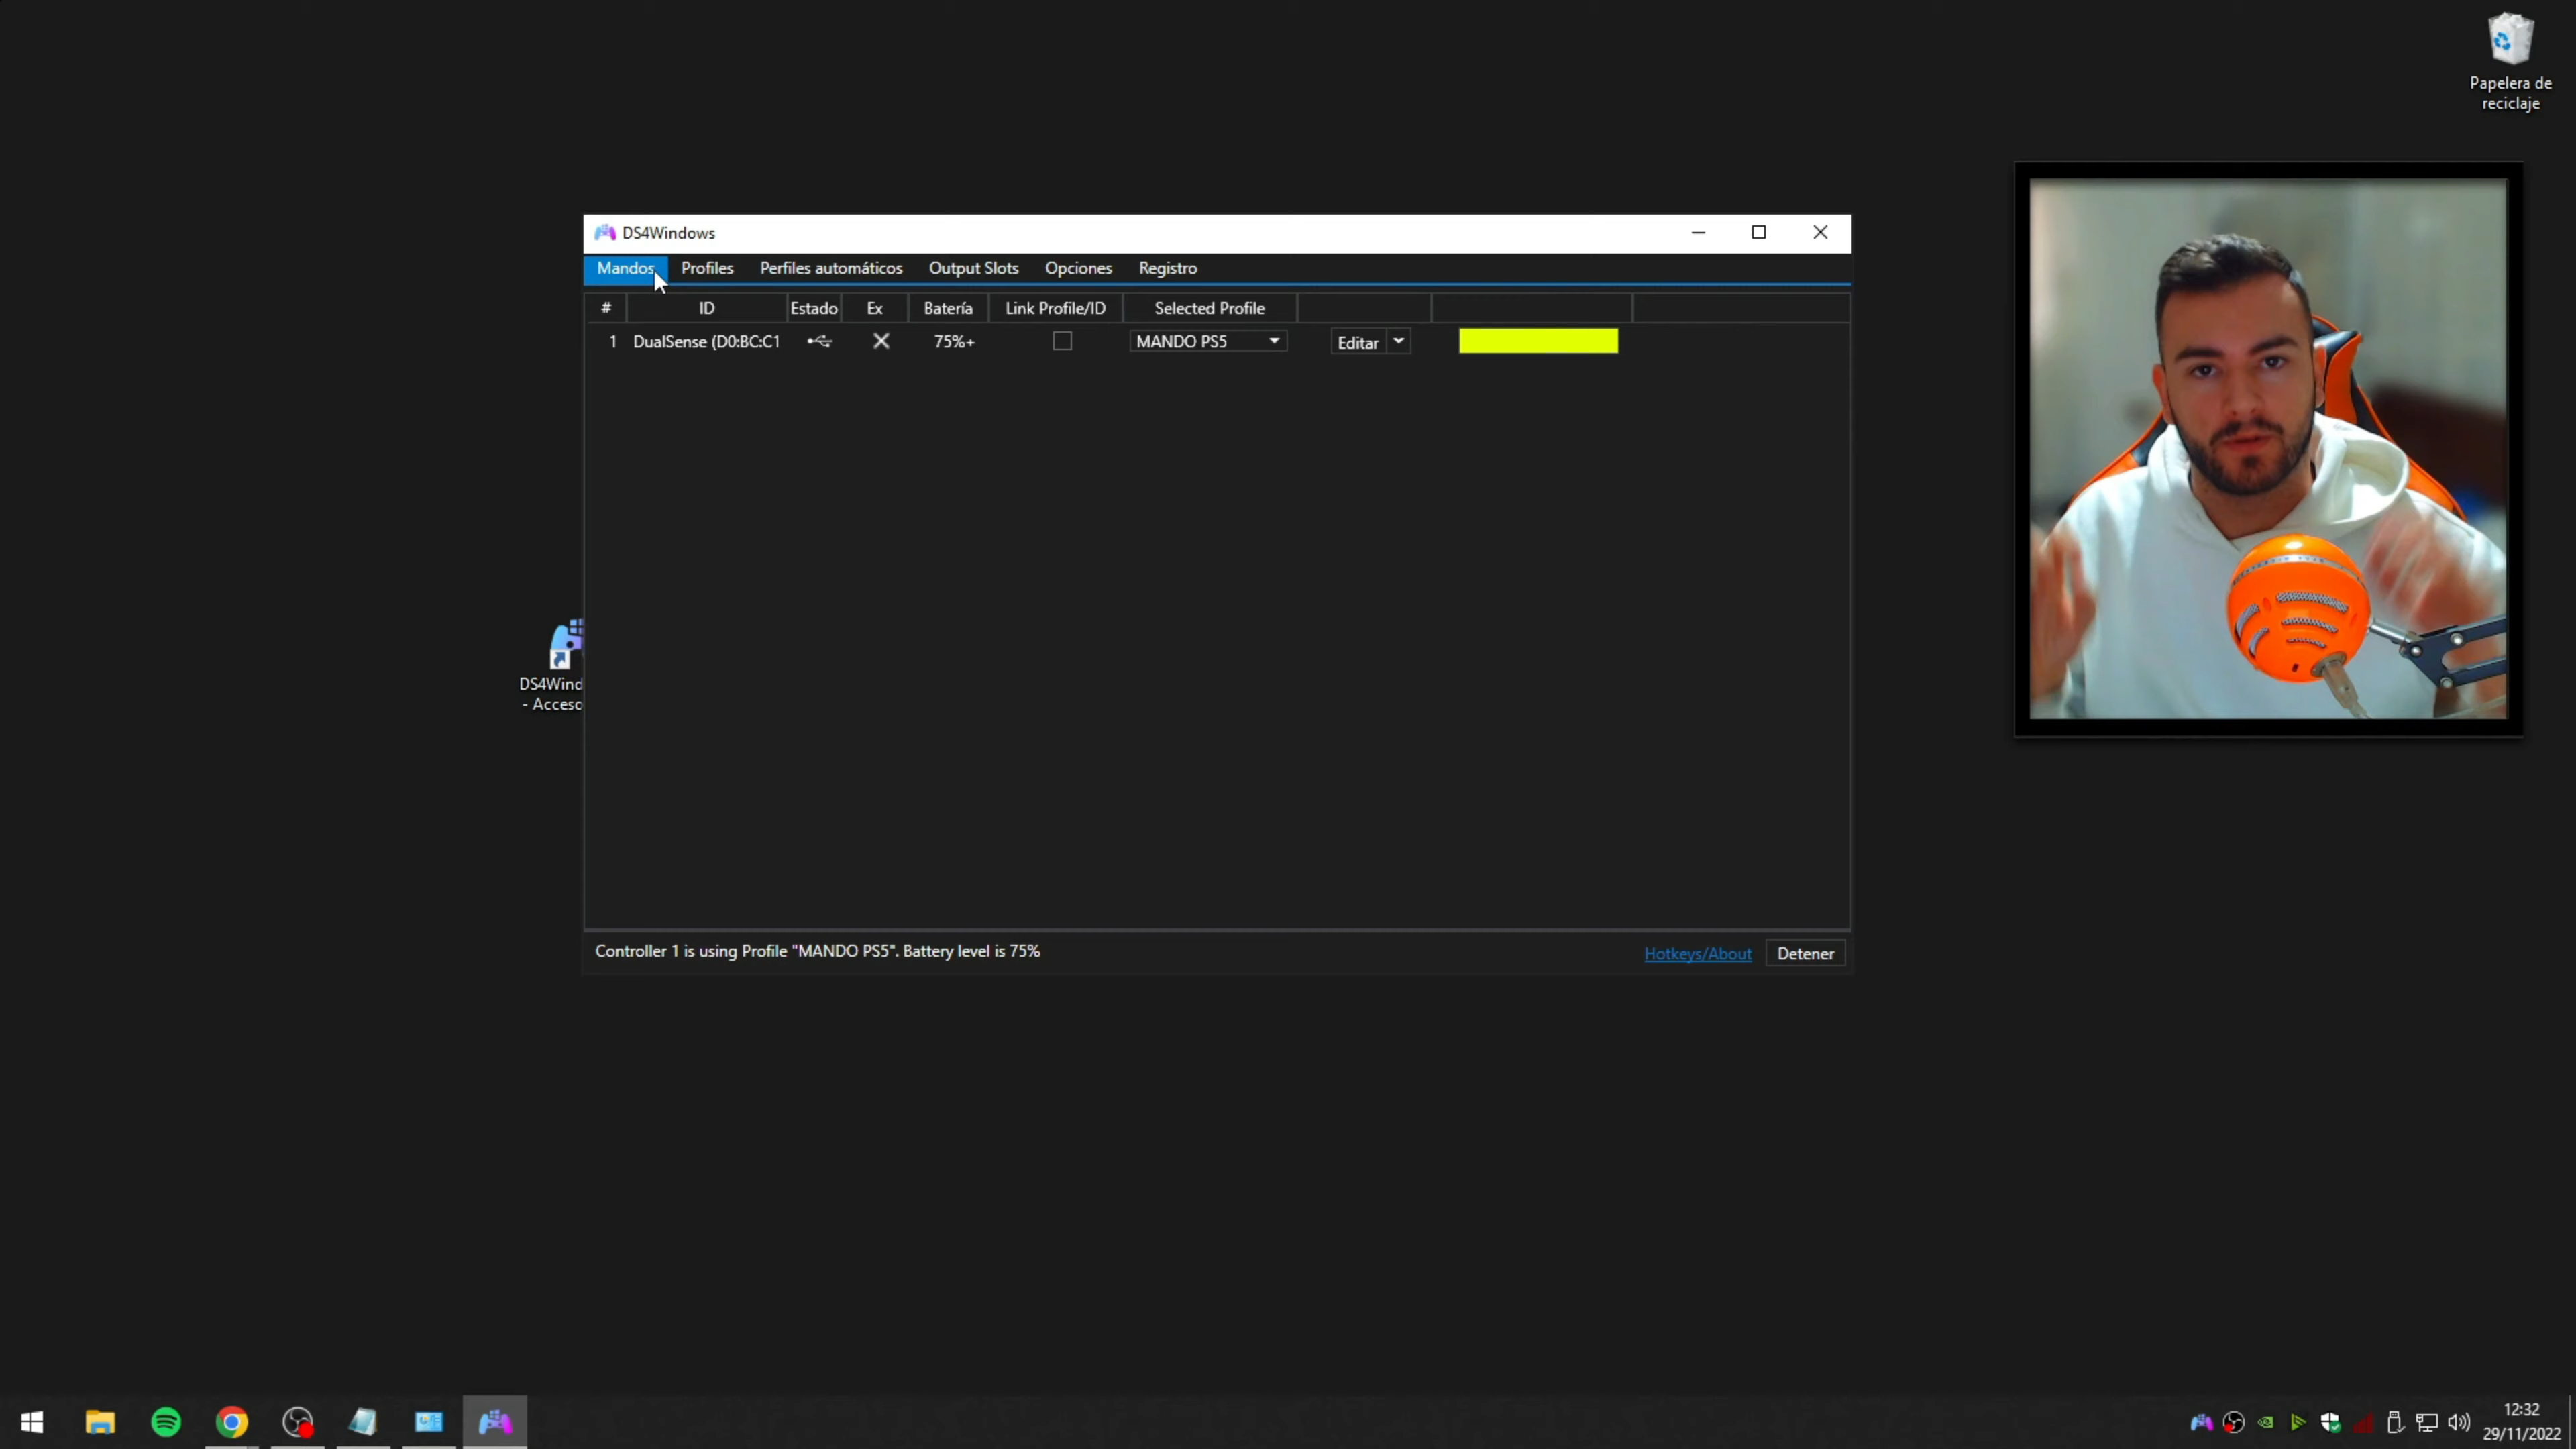 Papelera de
reciclaje
DS4Windows
Mandos Profiles Perfiles automáticos Output Slots Opciones Registro
# ID Estado Ex Batería Link Profile/ID Selected Profile
1 DualSense (D0:BC:C1 75%+ MANDO PS5 Editar
DS4Wind
- Acceso
Controller 1 is using Profile "MANDO PS5". Battery level is 75%
Hotkeys/About Detener
12:32
29/11/2022